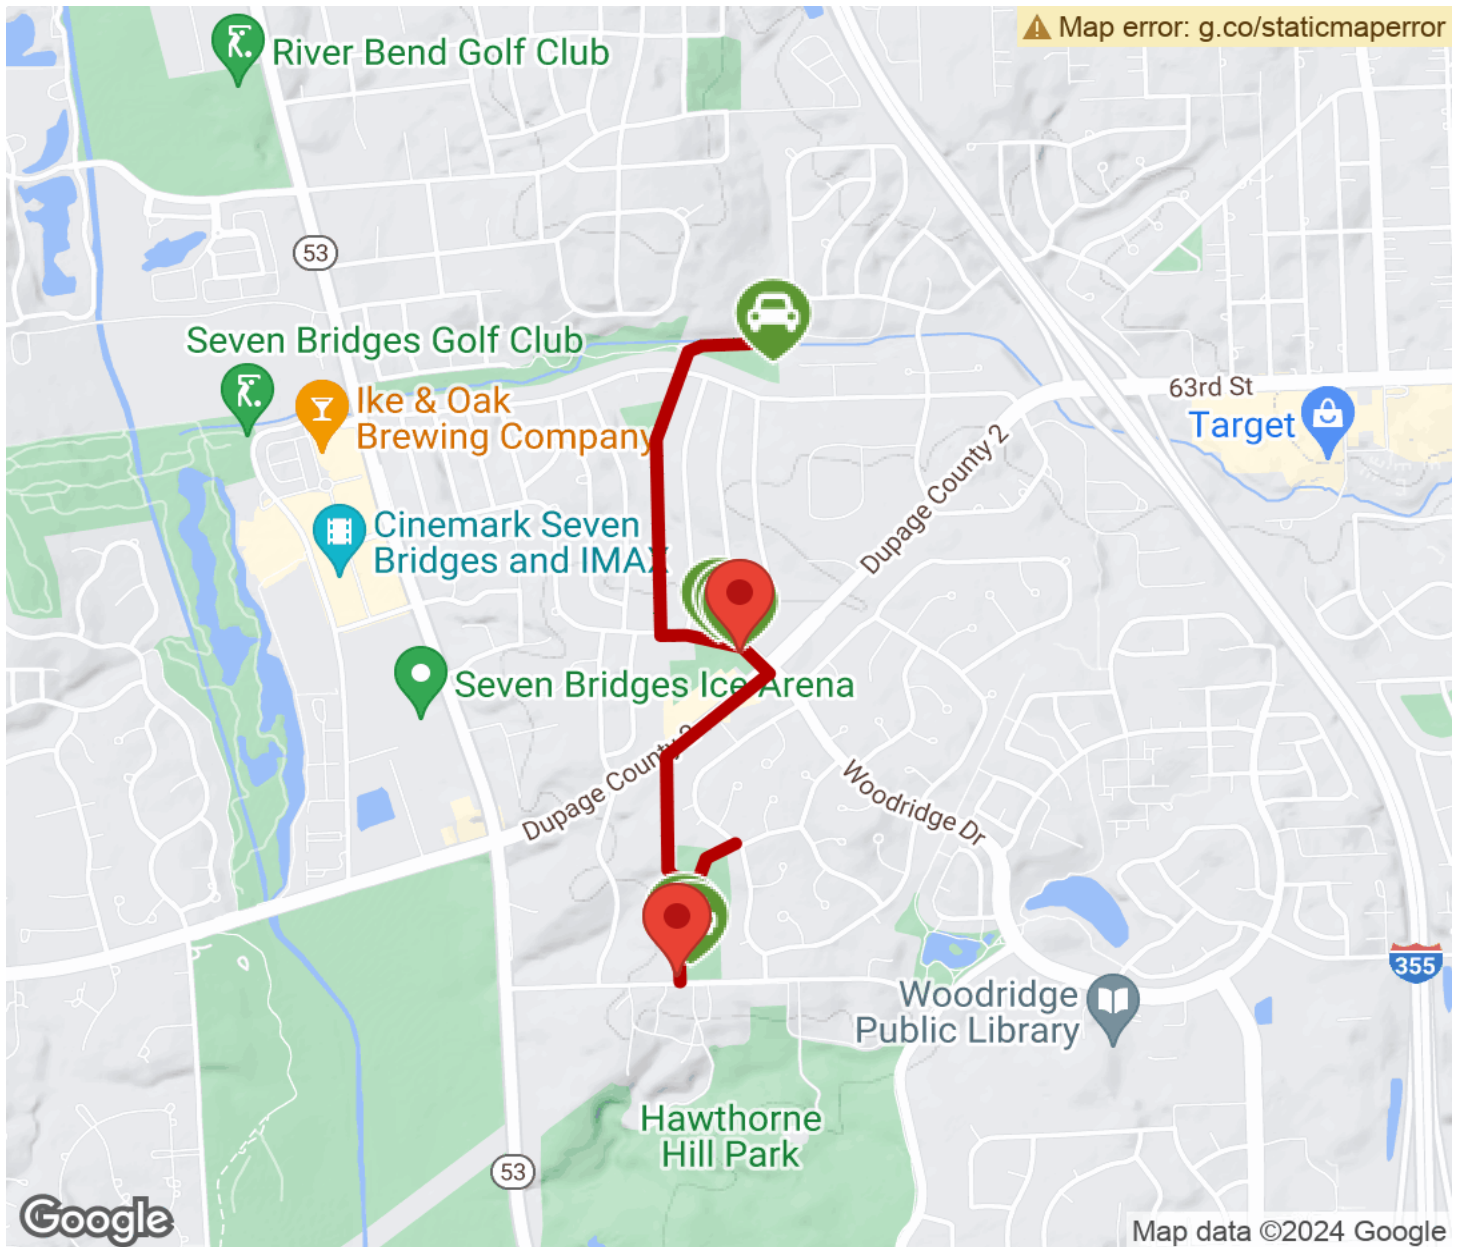 Map error: g.co/staticmaperror
River Bend Golf Club
53
Seven Bridges Golf Club
63rd St
Ike & Oak
Brewing Company
Target
Dupage County 2
Cinemark Seven
Bridges and IMAX
Seven Bridges Ice Arena
Dupage County 2
Woodridge Dr
355
Woodridge
Public Library
Hawthorne
Hill Park
53
Google
Map data ©2024 Google